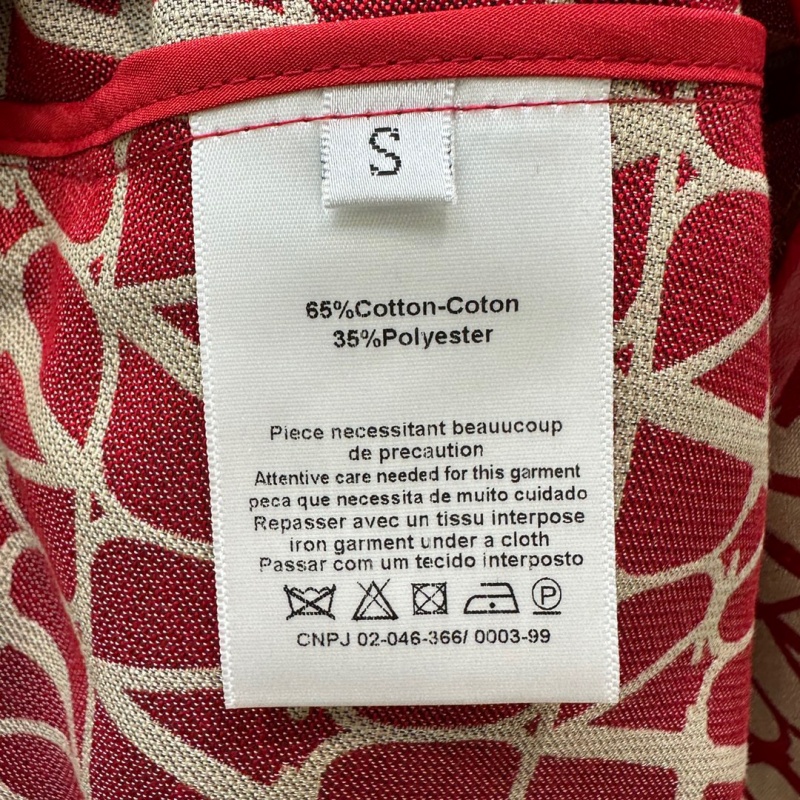 S
65%Cotton-Coton
35%Polyester
Piece necessitant beauucoup
de precaution
Attentive care needed for this garment
peca que necessita de muito cuidado
Repasser avec un tissu interpose
iron garment under a cloth
Passar com um tecido interposto
P
CNPJ 02-046-366/ 0003-99